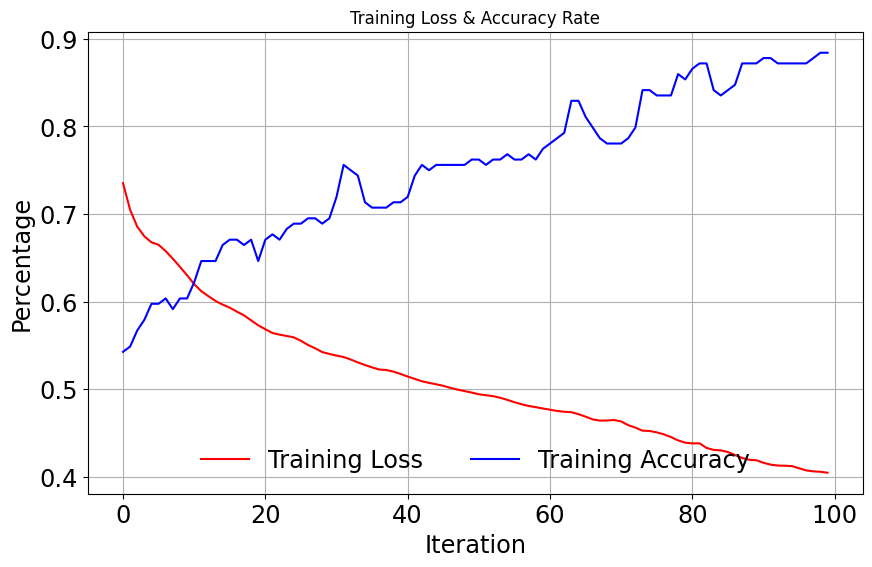 Training Loss & Accuracy Rate
Percentage
0.9
0.8
0.7
0.6
0.5
0.4
Training Loss
Training Accuracy
0 20 40 60 80 100
Iteration